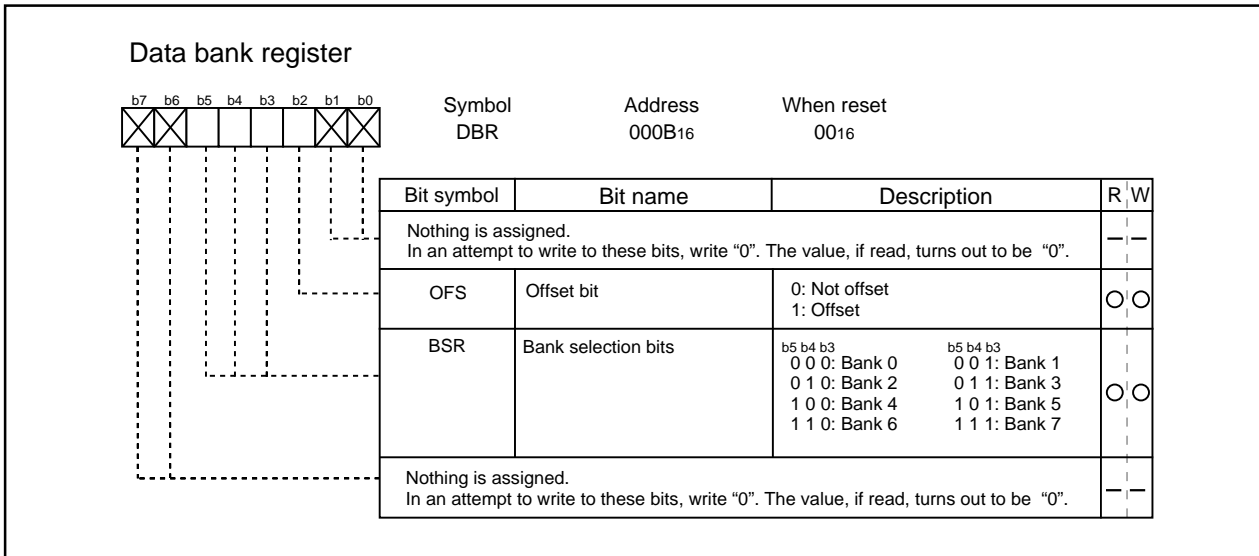 Data bank register
b7 b6 b5 b4 b3 b2 b1 b0
Symbol Address When reset
DBR 000B16 0016
Bit symbol Bit name Description R W
Nothing is assigned.
In an attempt to write to these bits, write “0”. The value, if read, turns out to be “0”.
OFS Offset bit 0: Not offset
1: Offset
BSR Bank selection bits b5 b4 b3 b5 b4 b3
0 0 0: Bank 0 0 0 1: Bank 1
0 1 0: Bank 2 0 1 1: Bank 3
1 0 0: Bank 4 1 0 1: Bank 5
1 1 0: Bank 6 1 1 1: Bank 7
Nothing is assigned.
In an attempt to write to these bits, write “0”. The value, if read, turns out to be “0”.